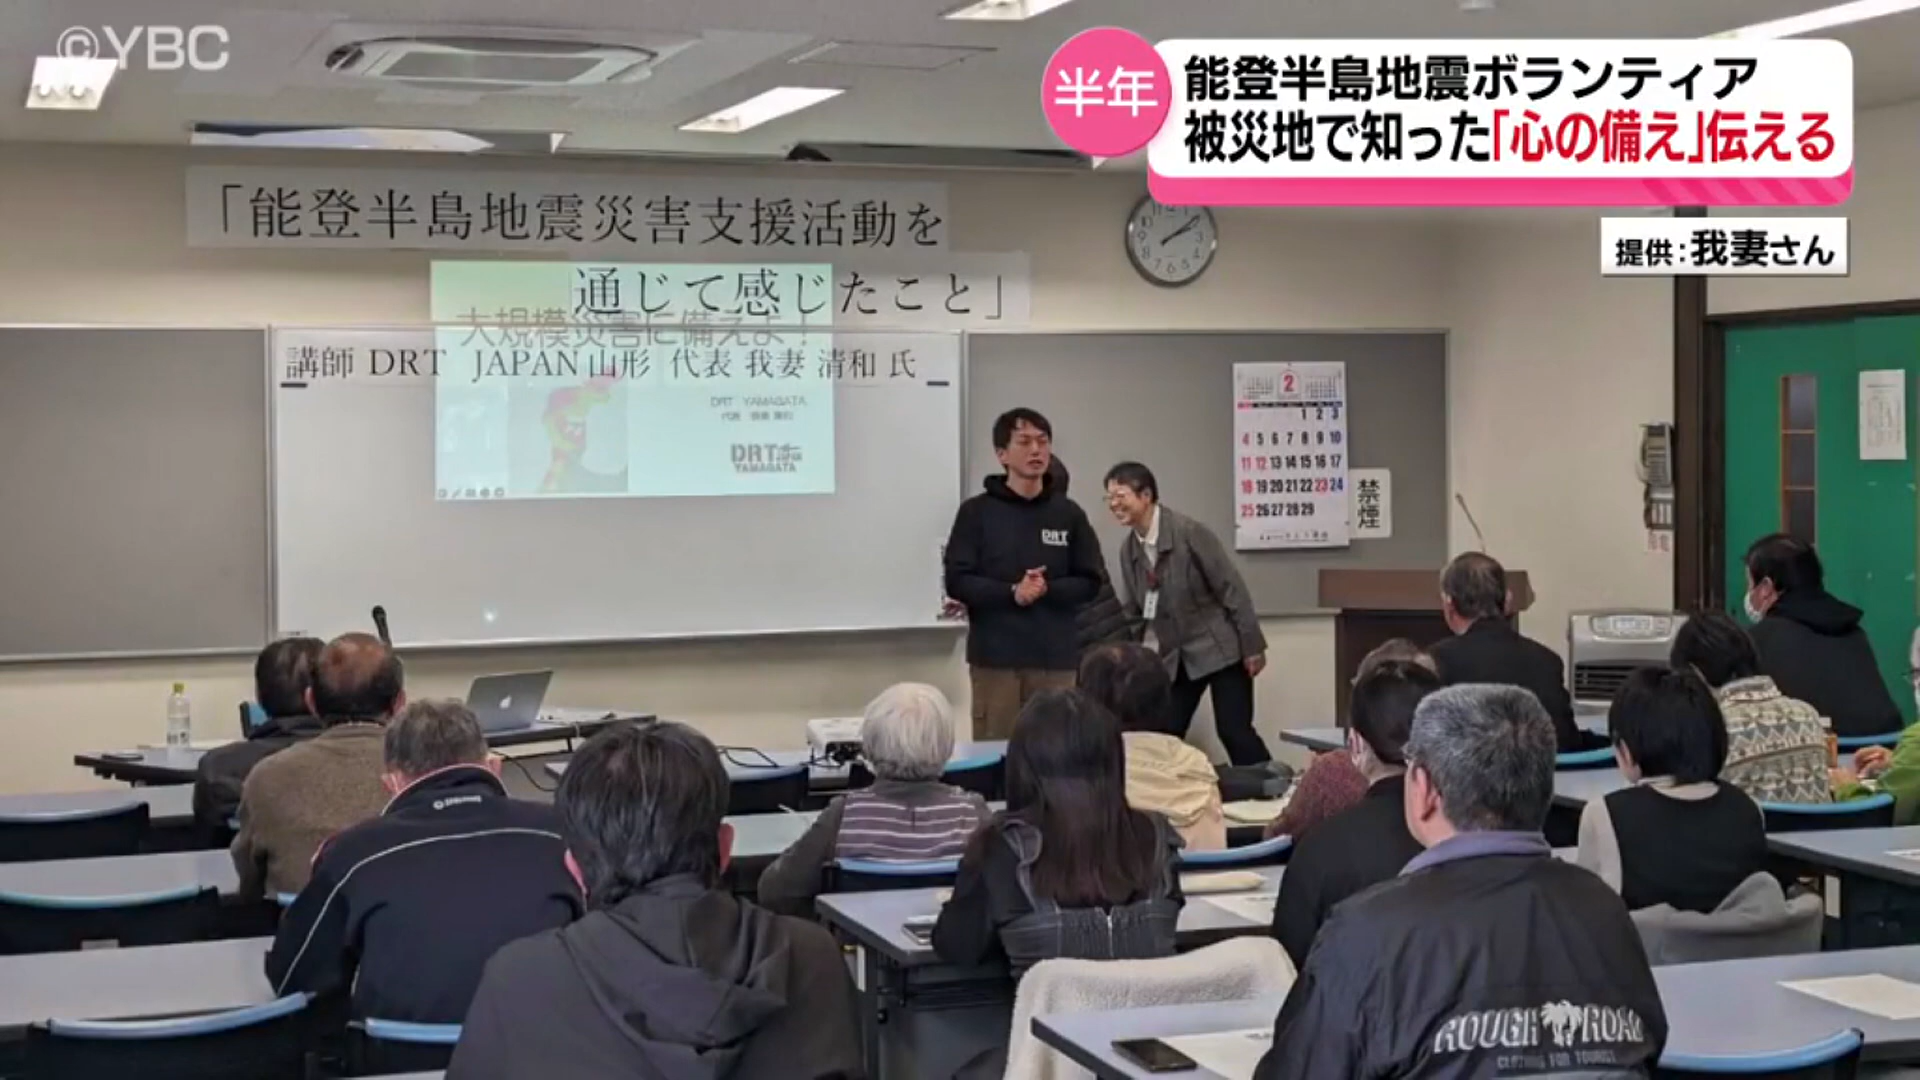 ©YBC
半年
能登半島地震ボランティア
被災地で知った「心の備え」伝える
提供：我妻さん
「能登半島地震災害支援活動を
通じて感じたこと」
大規模災害に備えよ！
講師 DRT JAPAN 山形 代表 我妻 清和 氏
DRT YAMAGATA
DRT
YAMAGATA
DRT
2
1 2 3
4 5 6 7 8 9 10
11 12 13 14 15 16 17
18 19 20 21 22 23 24
25 26 27 28 29
禁煙
ROUGH ROAD
CLOTHING FOR TOURIST